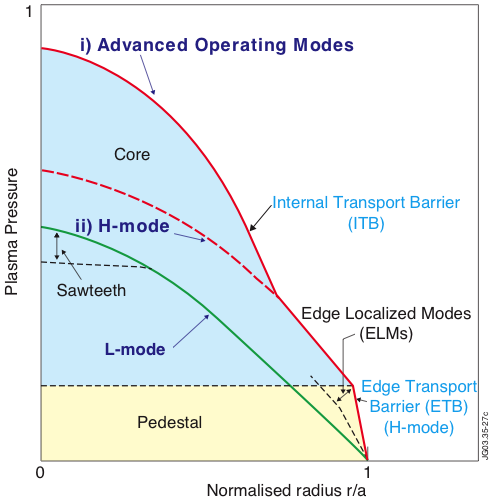 1
i) Advanced Operating Modes
Core
Internal Transport Barrier
(ITB)
ii) H-mode
Plasma Pressure
Sawteeth
Edge Localized Modes
(ELMs)
L-mode
Edge Transport
Barrier (ETB)
(H-mode)
Pedestal
JG03.35-27c
0
1
Normalised radius r/a